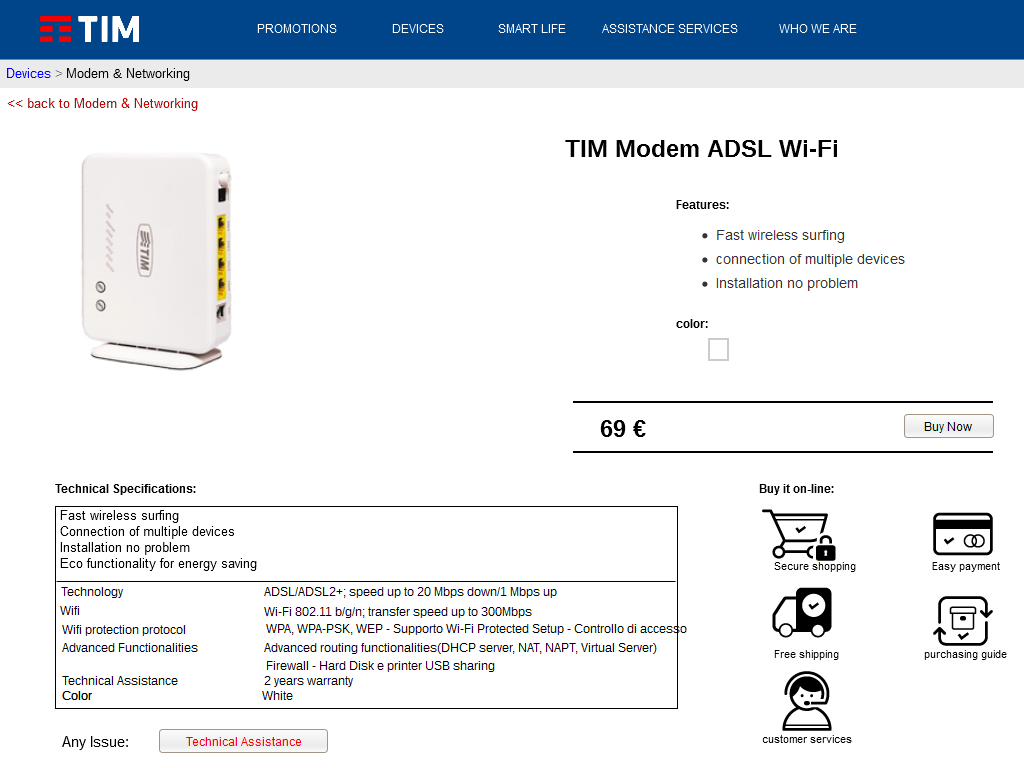 TIM
PROMOTIONS
DEVICES
SMART LIFE
ASSISTANCE SERVICES
WHO WE ARE
Devices > Modem & Networking
<< back to Modem & Networking
TIM Modem ADSL Wi-Fi
TIM
Features:
Fast wireless surfing
connection of multiple devices
Installation no problem
color:
69 €
Buy Now
Technical Specifications:
Fast wireless surfing
Connection of multiple devices
Installation no problem
Eco functionality for energy saving
Technology ADSL/ADSL2+; speed up to 20 Mbps down/1 Mbps up
Wifi Wi-Fi 802.11 b/g/n; transfer speed up to 300Mbps
Wifi protection protocol WPA, WPA-PSK, WEP - Supporto Wi-Fi Protected Setup - Controllo di accesso
Advanced Functionalities Advanced routing functionalities(DHCP server, NAT, NAPT, Virtual Server)
Firewall - Hard Disk e printer USB sharing
Technical Assistance 2 years warranty
Color White
Any Issue:
Technical Assistance
Buy it on-line:
Secure shopping
Easy payment
Free shipping
purchasing guide
customer services